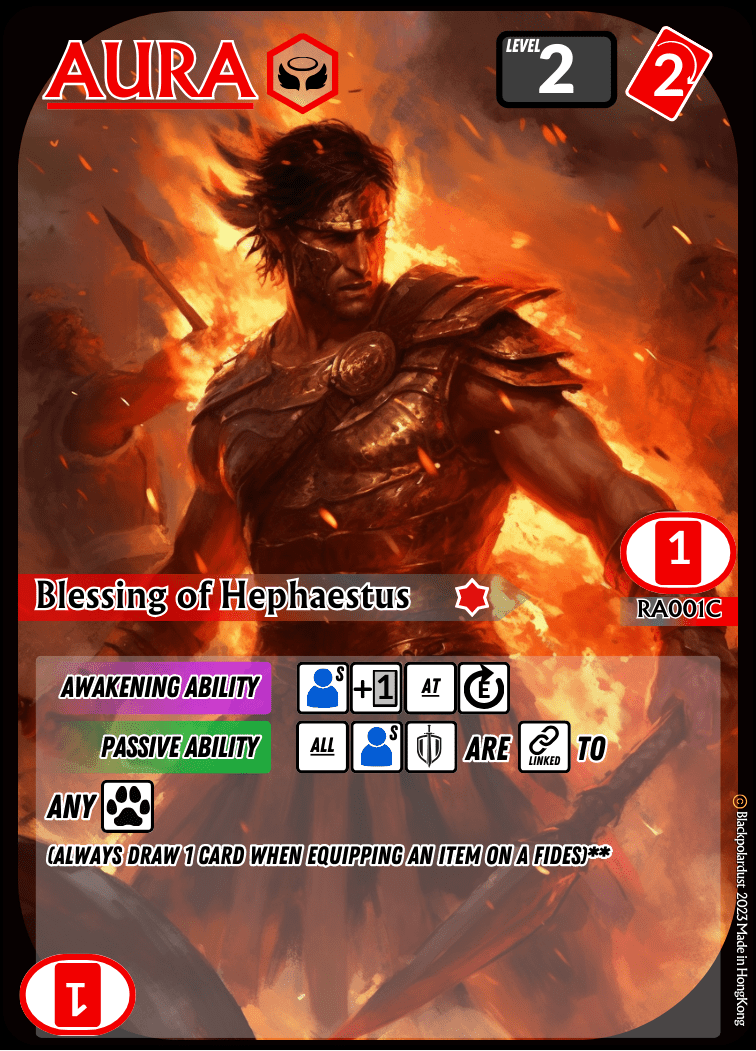 AURA
LEVEL 2
2
1
Blessing of Hephaestus
RA001C
AWAKENING ABILITY S +1 AT E
PASSIVE ABILITY ALL S ARE LINKED TO
ANY
(ALWAYS DRAW 1 CARD WHEN EQUIPPING AN ITEM ON A FIDES)**
1
© Blackpolardust 2023 Made in HongKong